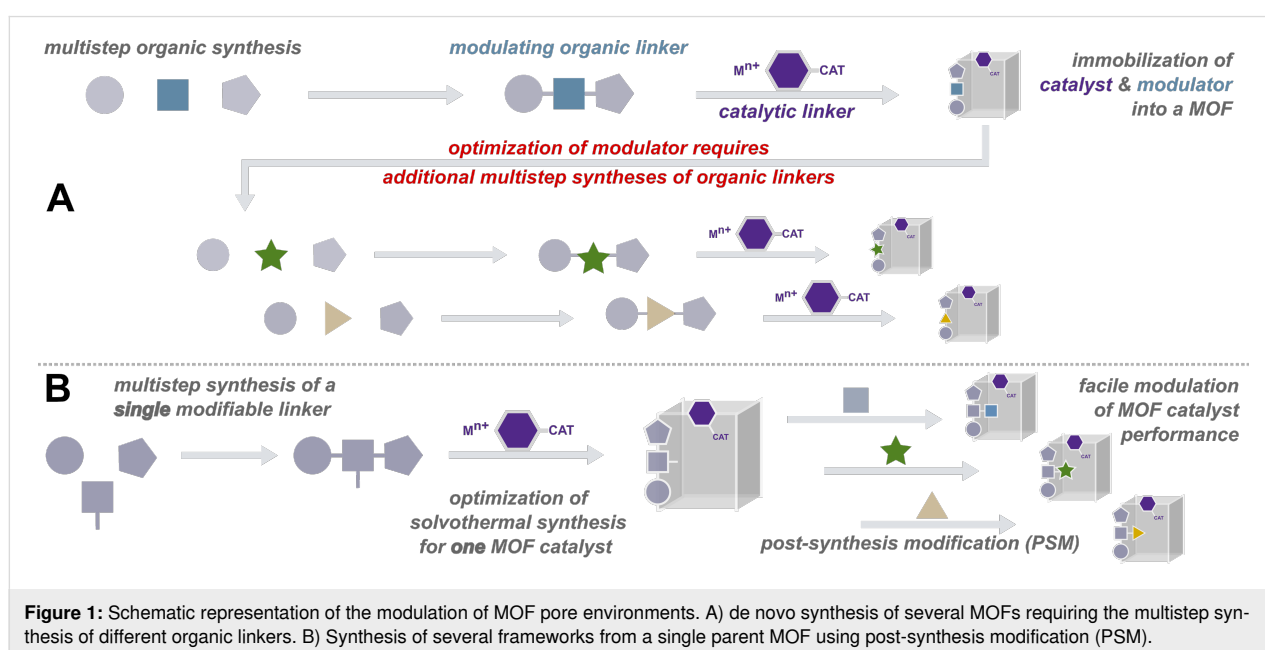 multistep organic synthesis
modulating organic linker
Mn+ CAT
catalytic linker
CAT
immobilization of
catalyst & modulator
into a MOF
optimization of modulator requires
additional multistep syntheses of organic linkers
A
Mn+ CAT
CAT
Mn+ CAT
CAT
B
multistep synthesis of a
single modifiable linker
Mn+ CAT
optimization of
solvothermal synthesis
for one MOF catalyst
CAT
CAT
CAT
CAT
facile modulation
of MOF catalyst
performance
post-synthesis modification (PSM)
Figure 1: Schematic representation of the modulation of MOF pore environments. A) de novo synthesis of several MOFs requiring the multistep syn-
thesis of different organic linkers. B) Synthesis of several frameworks from a single parent MOF using post-synthesis modification (PSM).